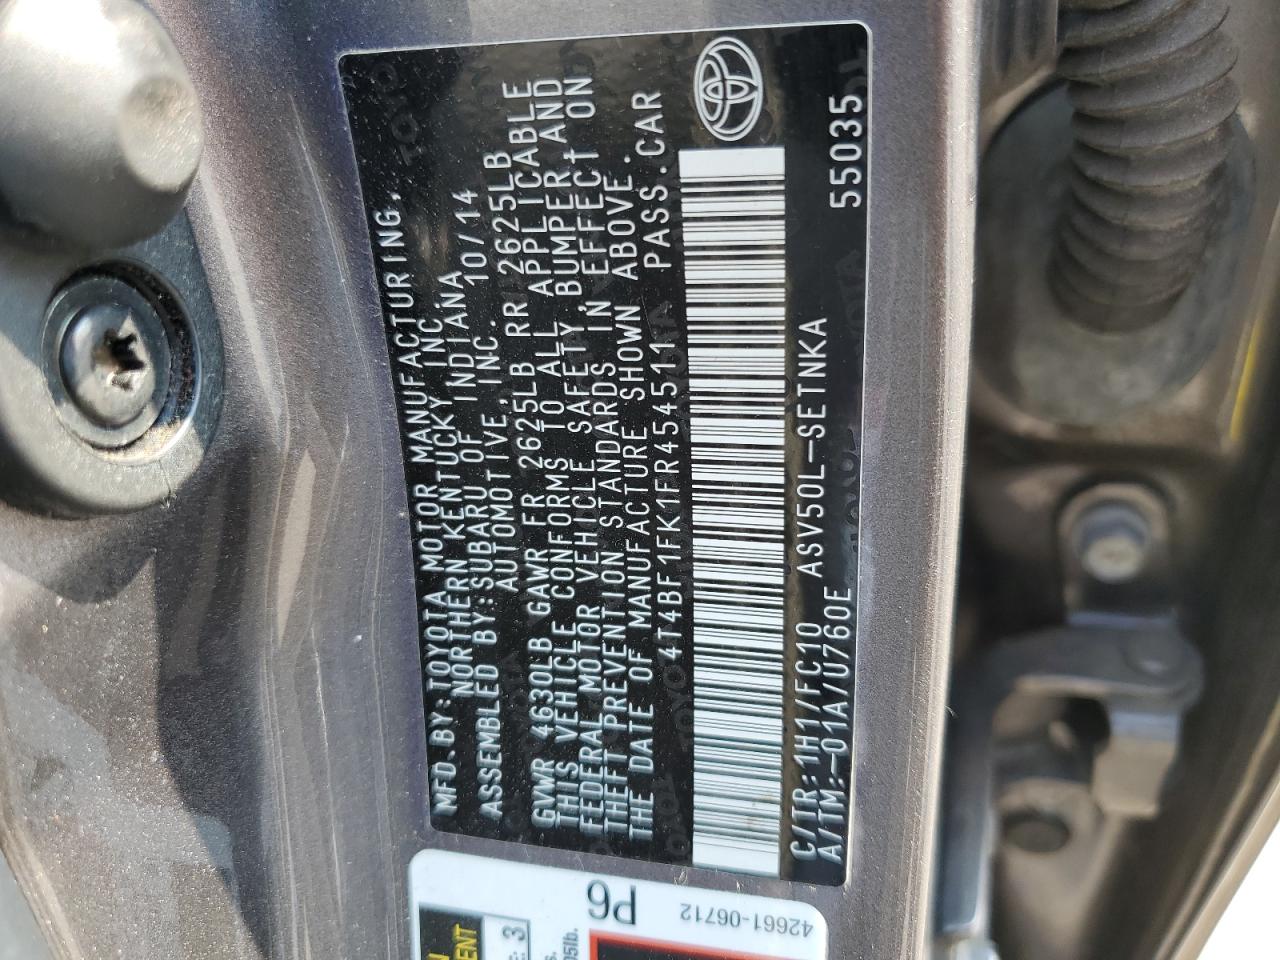 MFD.BY:TOYOTA MOTOR MANUFACTURING,
NORTHERN KENTUCKY, INC.
ASSEMBLED BY:SUBARU OF INDIANA
AUTOMOTIVE, INC. 10/14
GVWR 4630LB GAWR FR 2625LB RR 2625LB
THIS VEHICLE CONFORMS TO ALL APPLICABLE
FEDERAL MOTOR VEHICLE SAFETY, BUMPER, AND
THEFT PREVENTION STANDARDS IN EFFECT ON
THE DATE OF MANUFACTURE SHOWN ABOVE.
4T4BF1FK1FR454511 PASS.CAR
C/TR:1H1/FC10 ASV50L-SETNKA
A/TM:-01A/U760E
55035
P6
42661-06712
3